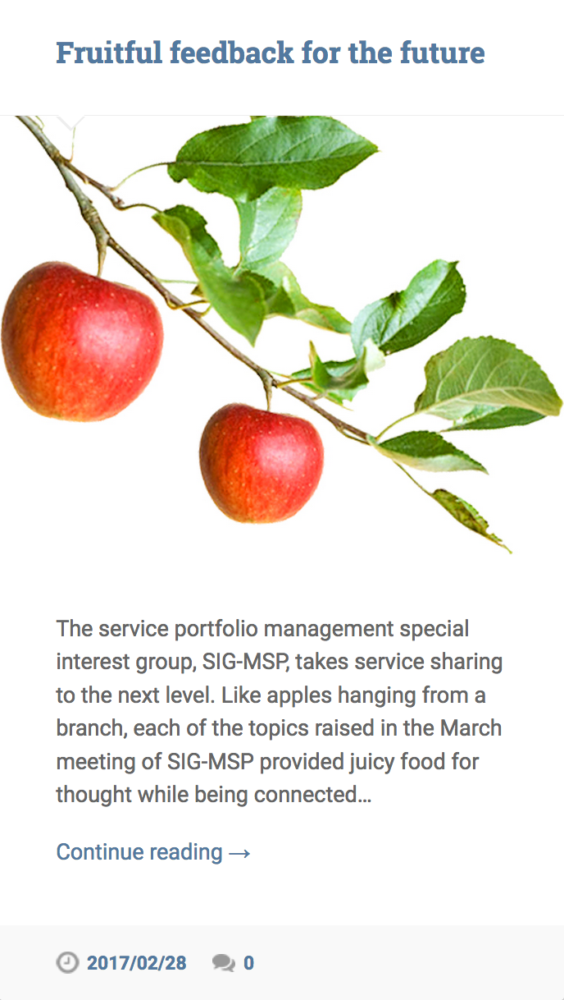 Fruitful feedback for the future
The service portfolio management special
interest group, SIG-MSP, takes service sharing
to the next level. Like apples hanging from a
branch, each of the topics raised in the March
meeting of SIG-MSP provided juicy food for
thought while being connected…
Continue reading →
2017/02/28 0